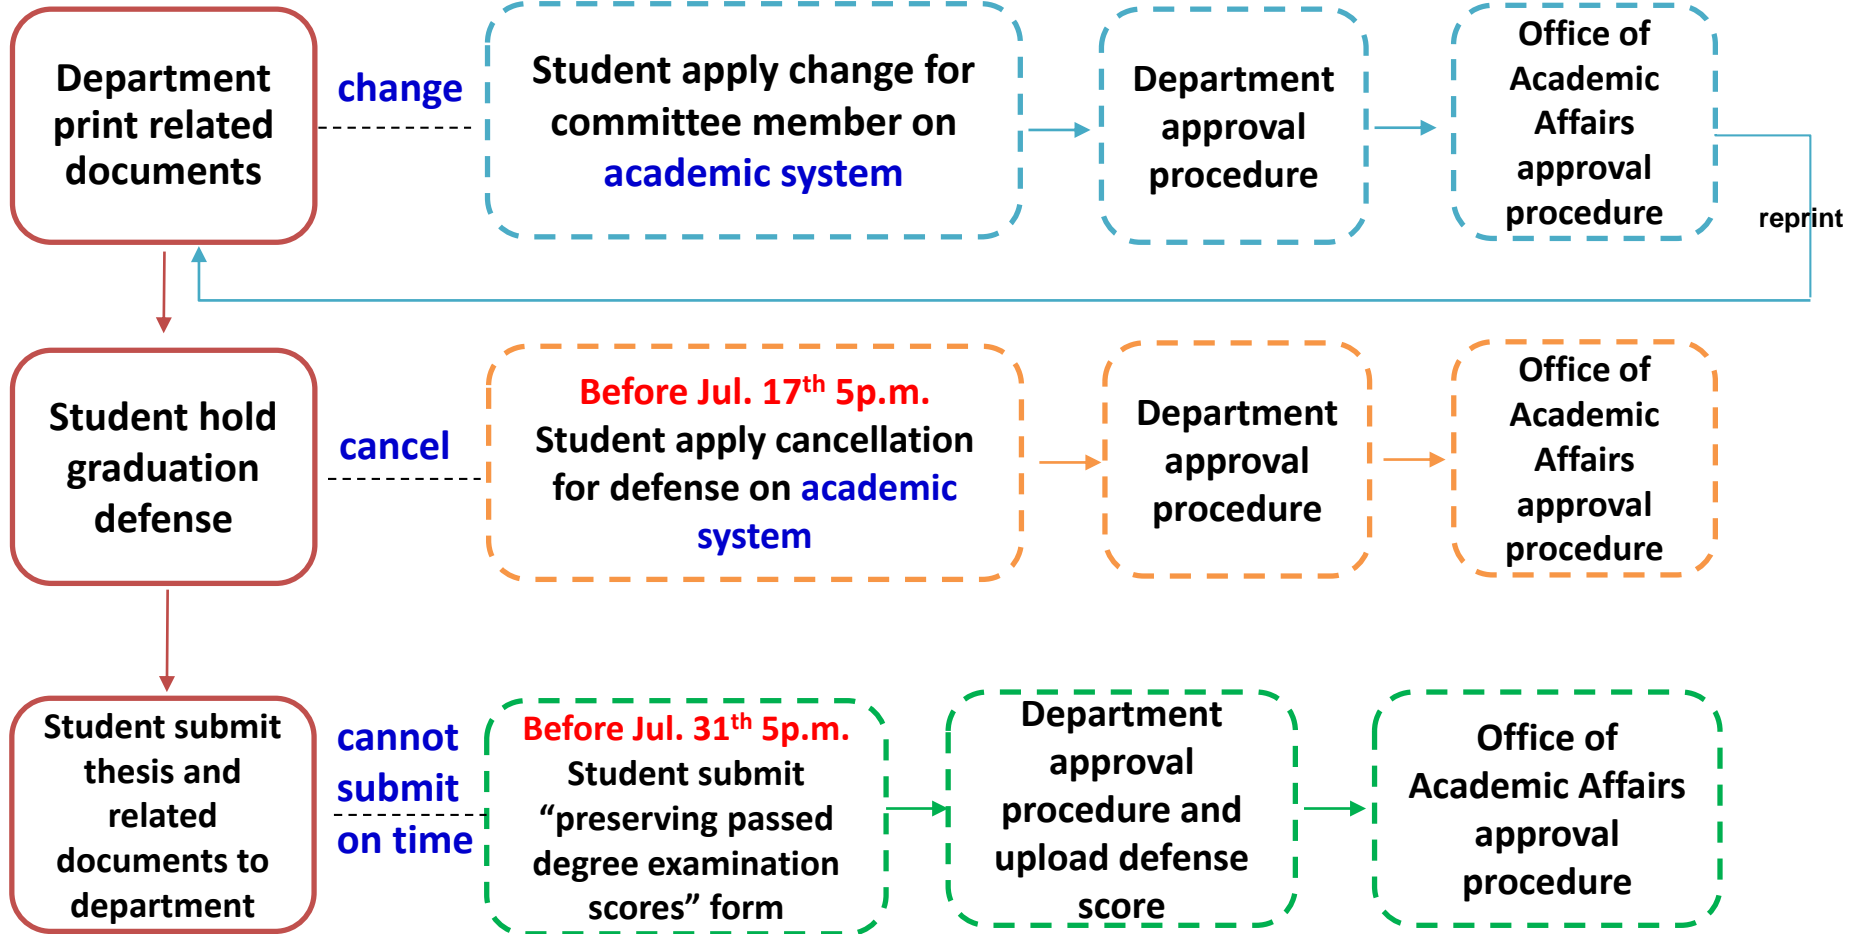 Department
print related
documents
change
Student apply change for
committee member on
academic system
Department
approval
procedure
Office of
Academic
Affairs
approval
procedure
reprint
Student hold
graduation
defense
cancel
Before Jul. 17th 5p.m.
Student apply cancellation
for defense on academic
system
Department
approval
procedure
Office of
Academic
Affairs
approval
procedure
Student submit
thesis and
related
documents to
department
cannot
submit
on time
Before Jul. 31th 5p.m.
Student submit
“preserving passed
degree examination
scores” form
Department
approval
procedure and
upload defense
score
Office of
Academic Affairs
approval
procedure